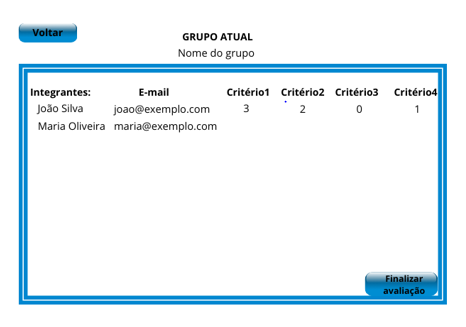 Voltar
GRUPO ATUAL
Nome do grupo
Integrantes: E-mail Critério1 Critério2 Critério3 Critério4
João Silva joao@exemplo.com 3 2 0 1
Maria Oliveira maria@exemplo.com
Finalizar
avaliação